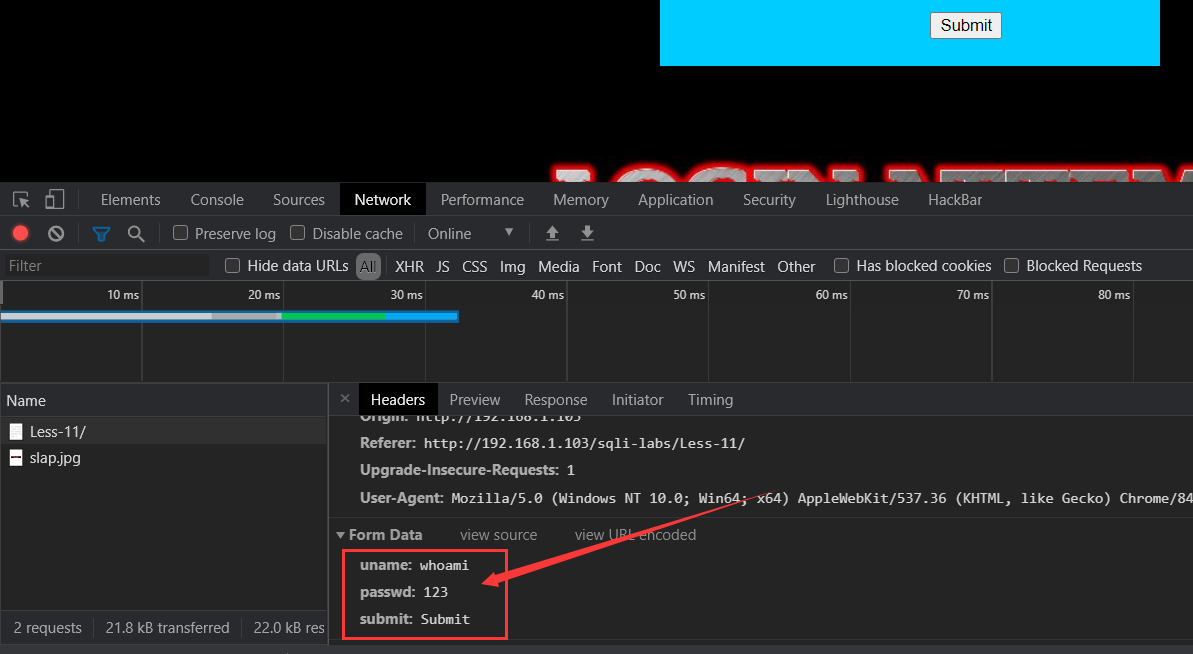 Submit
LOGIN ATTEM
Elements Console Sources Network Performance Memory Application Security Lighthouse HackBar
Preserve log Disable cache Online
Filter Hide data URLs All XHR JS CSS Img Media Font Doc WS Manifest Other Has blocked cookies Blocked Requests
10 ms 20 ms 30 ms 40 ms 50 ms 60 ms 70 ms 80 ms
Name
Headers Preview Response Initiator Timing
Less-11/
slap.jpg
Origin: http://192.168.1.103
Referer: http://192.168.1.103/sqli-labs/Less-11/
Upgrade-Insecure-Requests: 1
User-Agent: Mozilla/5.0 (Windows NT 10.0; Win64; x64) AppleWebKit/537.36 (KHTML, like Gecko) Chrome/84
Form Data view source view URL encoded
uname: whoami
passwd: 123
submit: Submit
2 requests 21.8 kB transferred 22.0 kB res